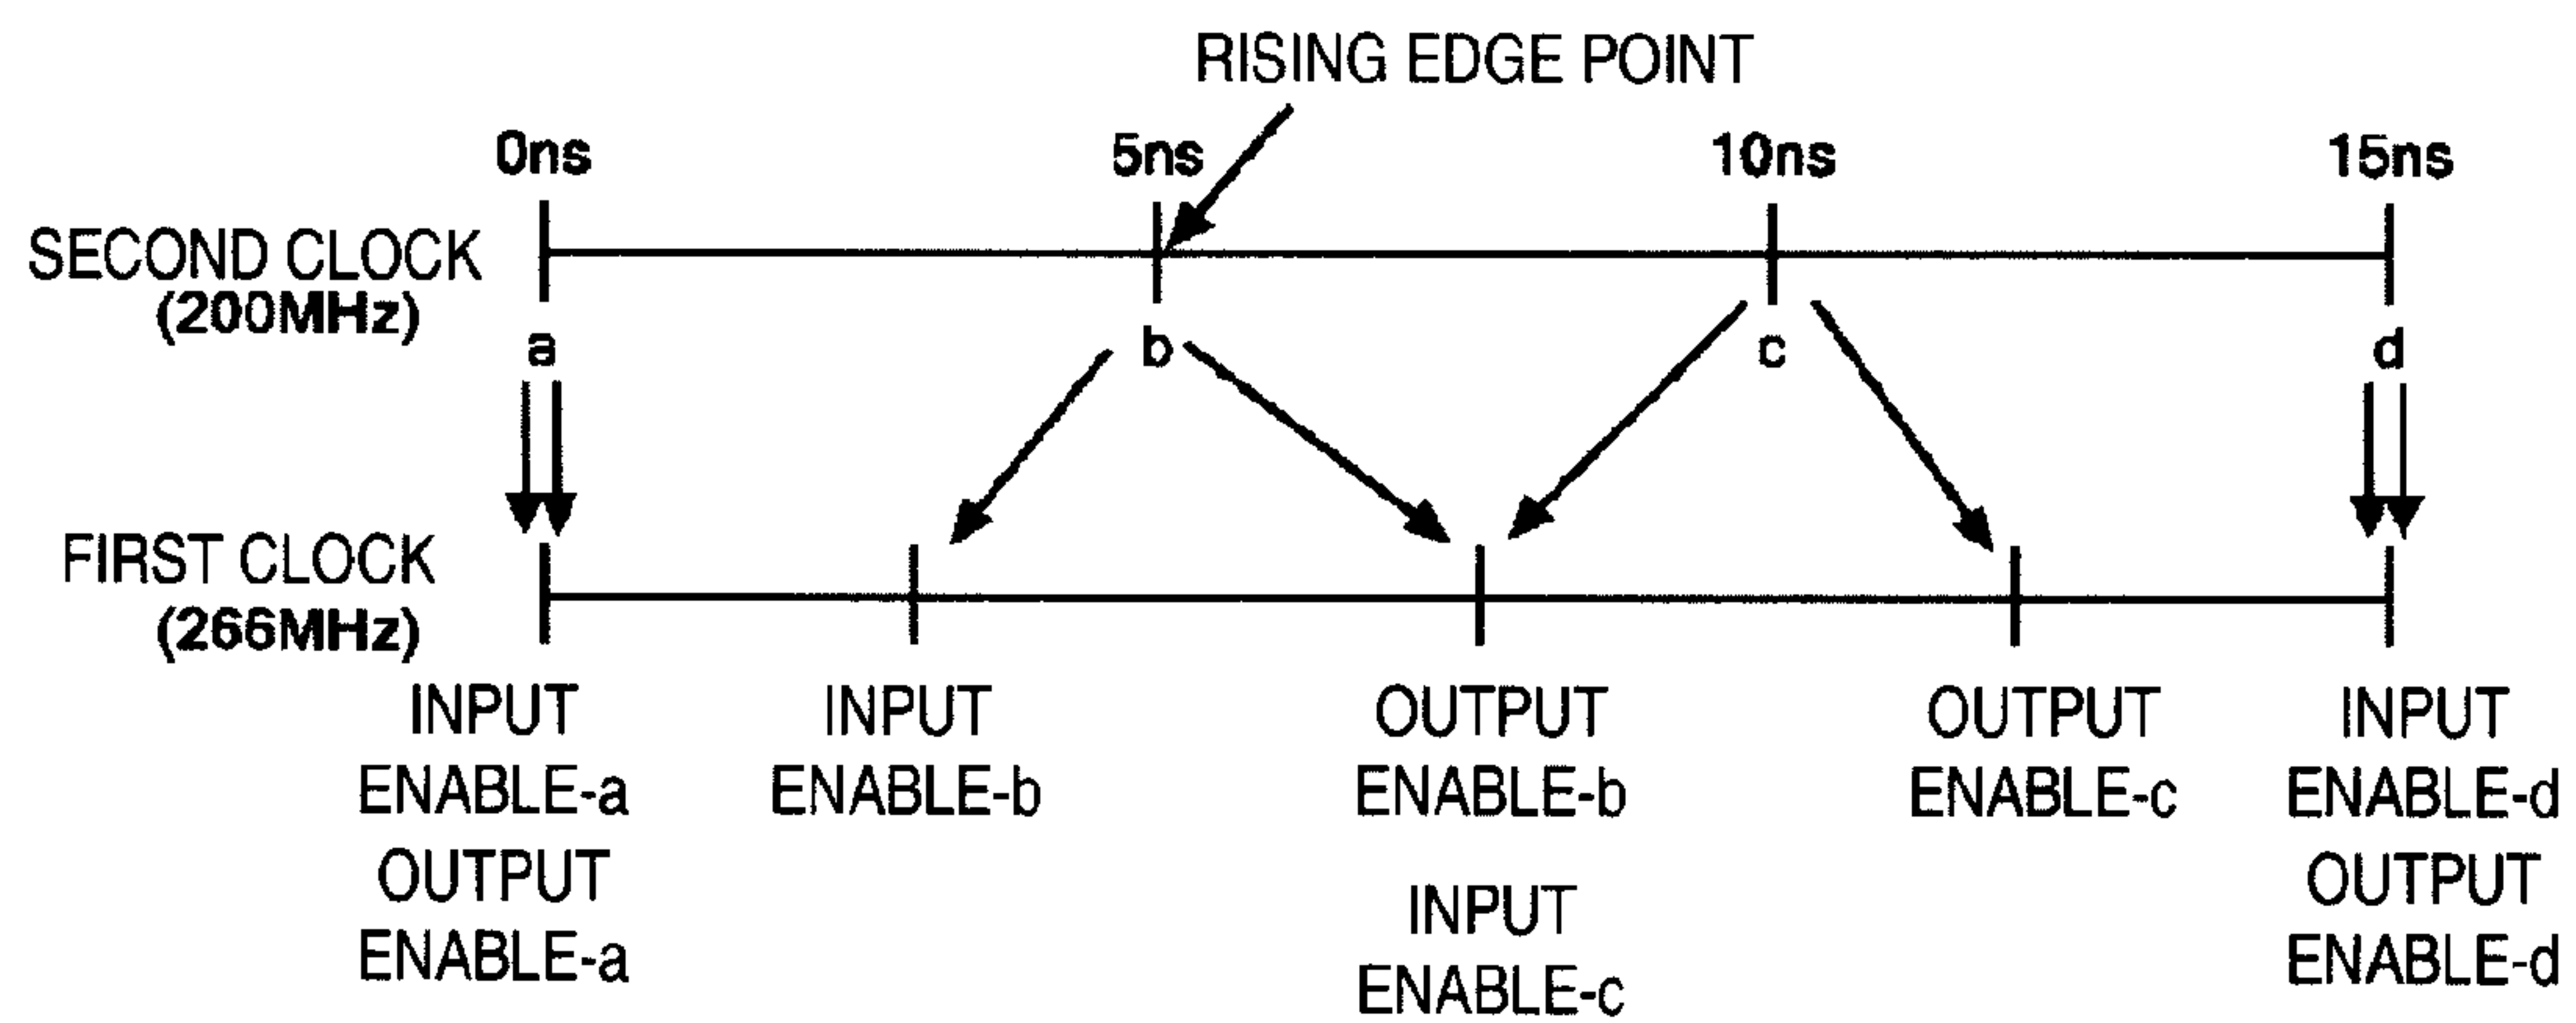 RISING EDGE POINT
0ns 5ns 10ns 15ns
SECOND CLOCK
(200MHz)
a b c d
FIRST CLOCK
(266MHz)
INPUT INPUT OUTPUT OUTPUT INPUT
ENABLE-a ENABLE-b ENABLE-b ENABLE-c ENABLE-d
OUTPUT OUTPUT
ENABLE-a ENABLE-d
INPUT
ENABLE-c